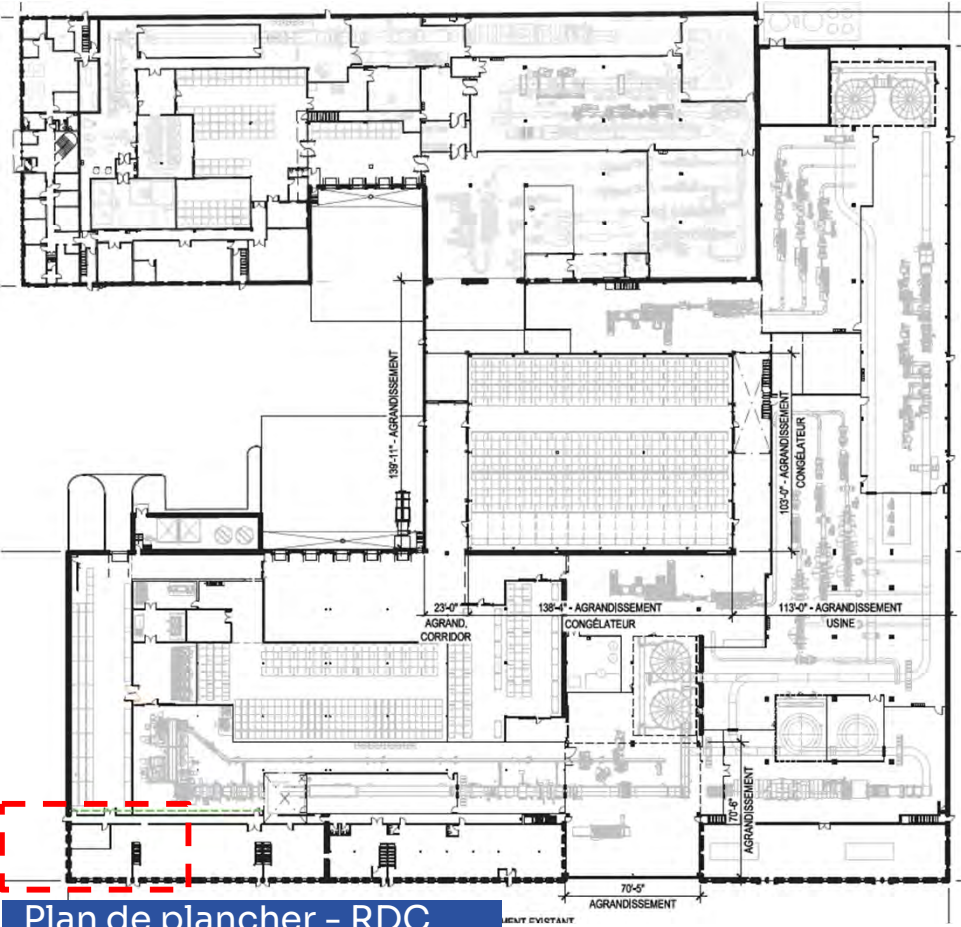 139'-11" - AGRANDISSEMENT
103'-0" - AGRANDISSEMENT
CONGÉLATEUR
23'-0"
AGRAND.
CORRIDOR
138'-4" - AGRANDISSEMENT
CONGÉLATEUR
113'-0" - AGRANDISSEMENT
USINE
70'-6"
AGRANDISSEMENT
70'-5"
AGRANDISSEMENT
Plan de plancher - RDC
MENT EXISTANT